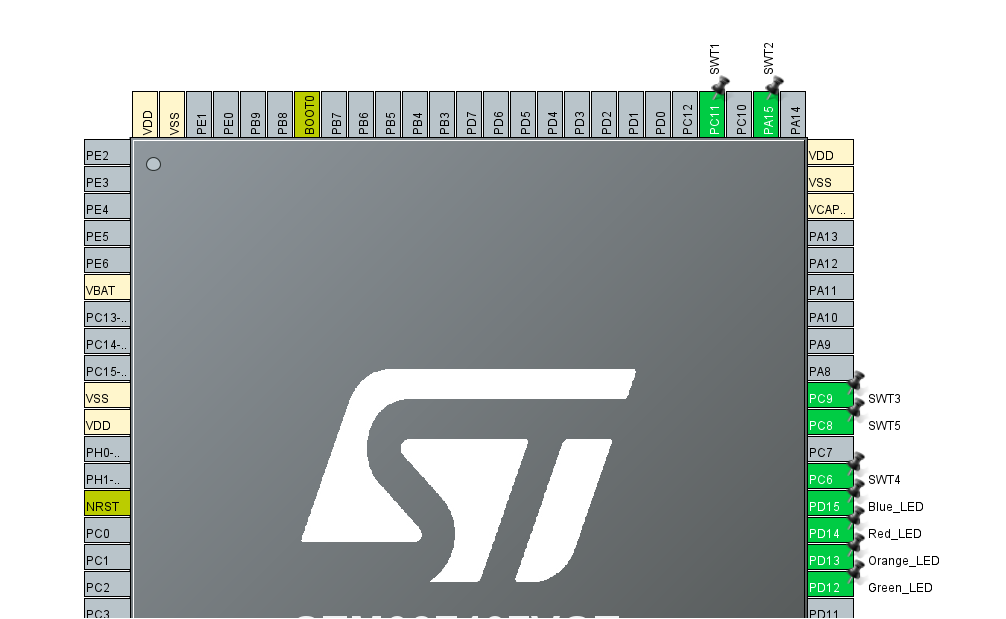 SWT1
SWT2
VDD
VSS
PE1
PE0
PB9
PB8
BOOT0
PB7
PB6
PB5
PB4
PB3
PD7
PD6
PD5
PD4
PD3
PD2
PD1
PD0
PC12
PC11
PC10
PA15
PA14
PE2
PE3
PE4
PE5
PE6
VBAT
PC13-..
PC14-..
PC15-..
VSS
VDD
PH0-..
PH1-..
NRST
PC0
PC1
PC2
PC3
ST
VDD
VSS
VCAP..
PA13
PA12
PA11
PA10
PA9
PA8
PC9 SWT3
PC8 SWT5
PC7
PC6 SWT4
PD15 Blue_LED
PD14 Red_LED
PD13 Orange_LED
PD12 Green_LED
PD11